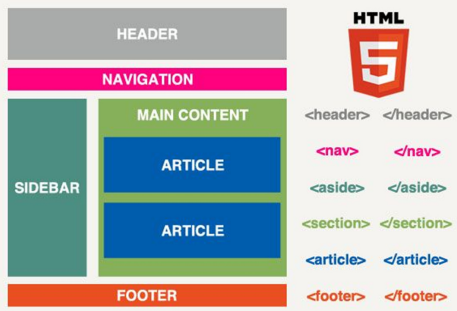 HEADER
NAVIGATION
SIDEBAR
MAIN CONTENT
ARTICLE
ARTICLE
FOOTER
HTML
5
<header> </header>
<nav> </nav>
<aside> </aside>
<section> </section>
<article> </article>
<footer> </footer>